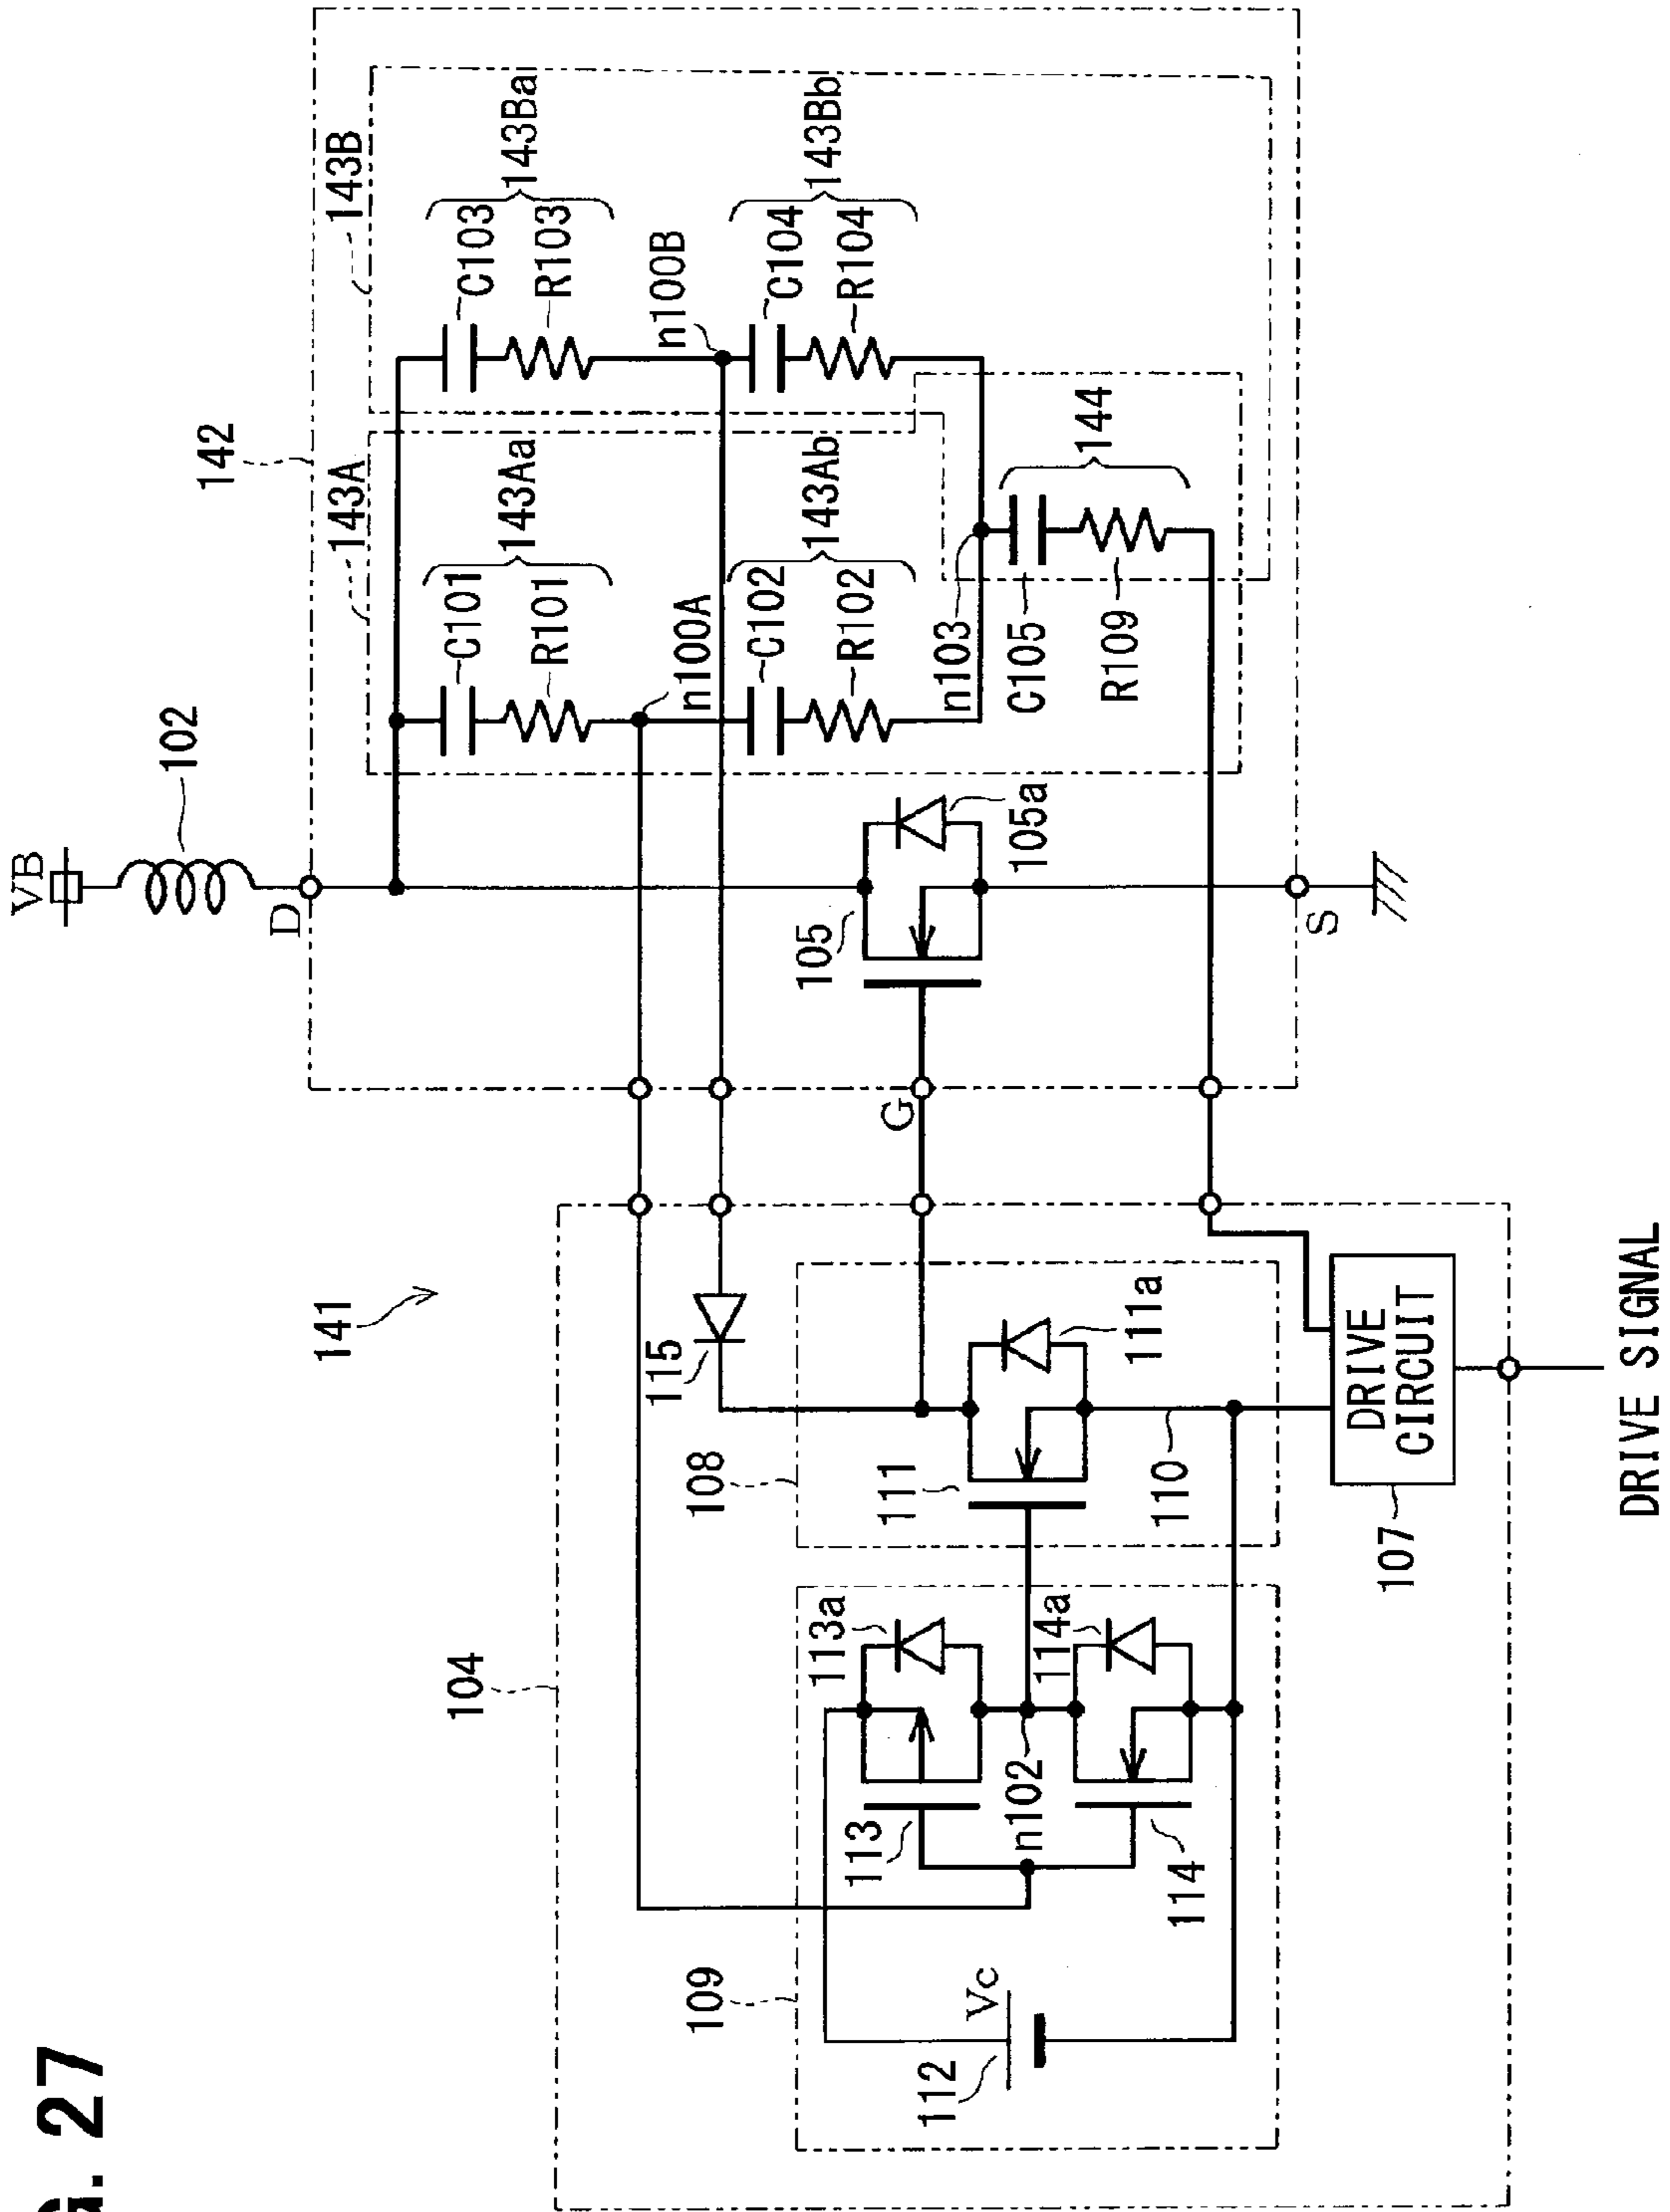 G. 27
141
104
109
112
Vc
113
113a
n102
114
114a
108
115
111
111a
110
107
DRIVE
CIRCUIT
DRIVE SIGNAL
VB
102
D
G
S
105
105a
142
143A
143B
C101
R101
143Aa
n100A
C102
R102
143Ab
C103
R103
143Ba
n100B
C104
R104
143Bb
n103
C105
R109
144